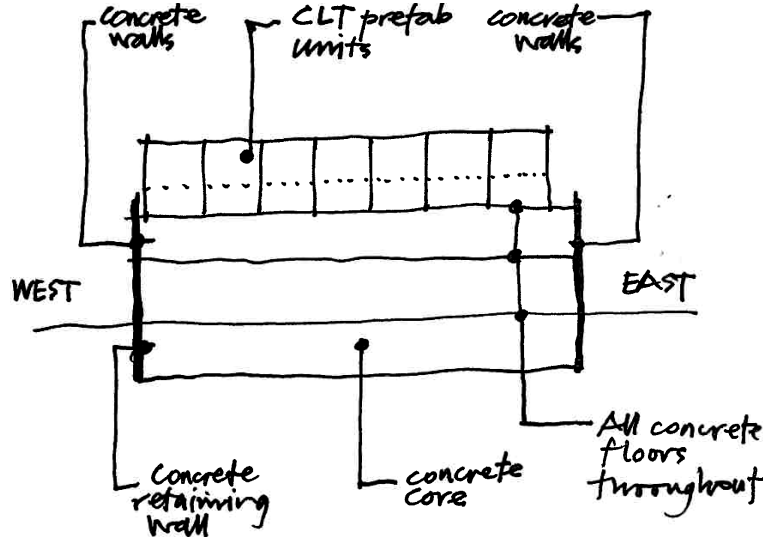 concrete
walls
CLT prefab
units
concrete
walls
WEST
EAST
concrete
retaining
wall
concrete
core
All concrete
floors
throughout